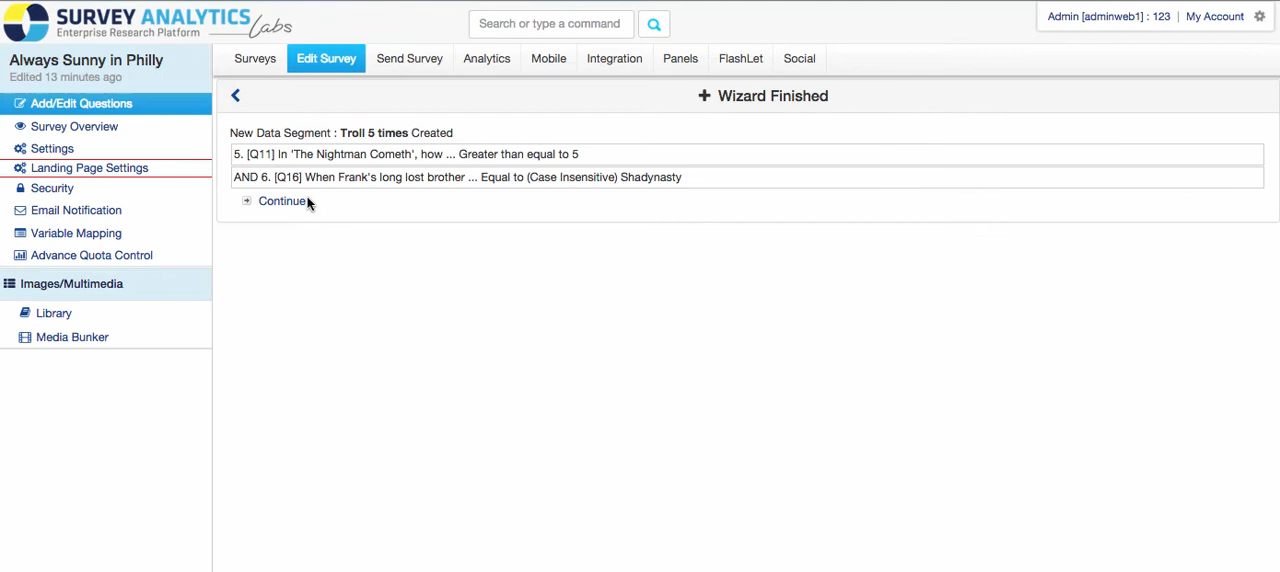 SURVEY ANALYTICS
Enterprise Research Platform
Labs
Search or type a command
Admin [adminweb1] : 123 | My Account
Always Sunny in Philly
Edited 13 minutes ago
Surveys Edit Survey Send Survey Analytics Mobile Integration Panels FlashLet Social
Add/Edit Questions
Survey Overview
Settings
Landing Page Settings
Security
Email Notification
Variable Mapping
Advance Quota Control
Images/Multimedia
Library
Media Bunker
Wizard Finished
New Data Segment : Troll 5 times Created
5. [Q11] In 'The Nightman Cometh', how ... Greater than equal to 5
AND 6. [Q16] When Frank's long lost brother ... Equal to (Case Insensitive) Shadynasty
Continue